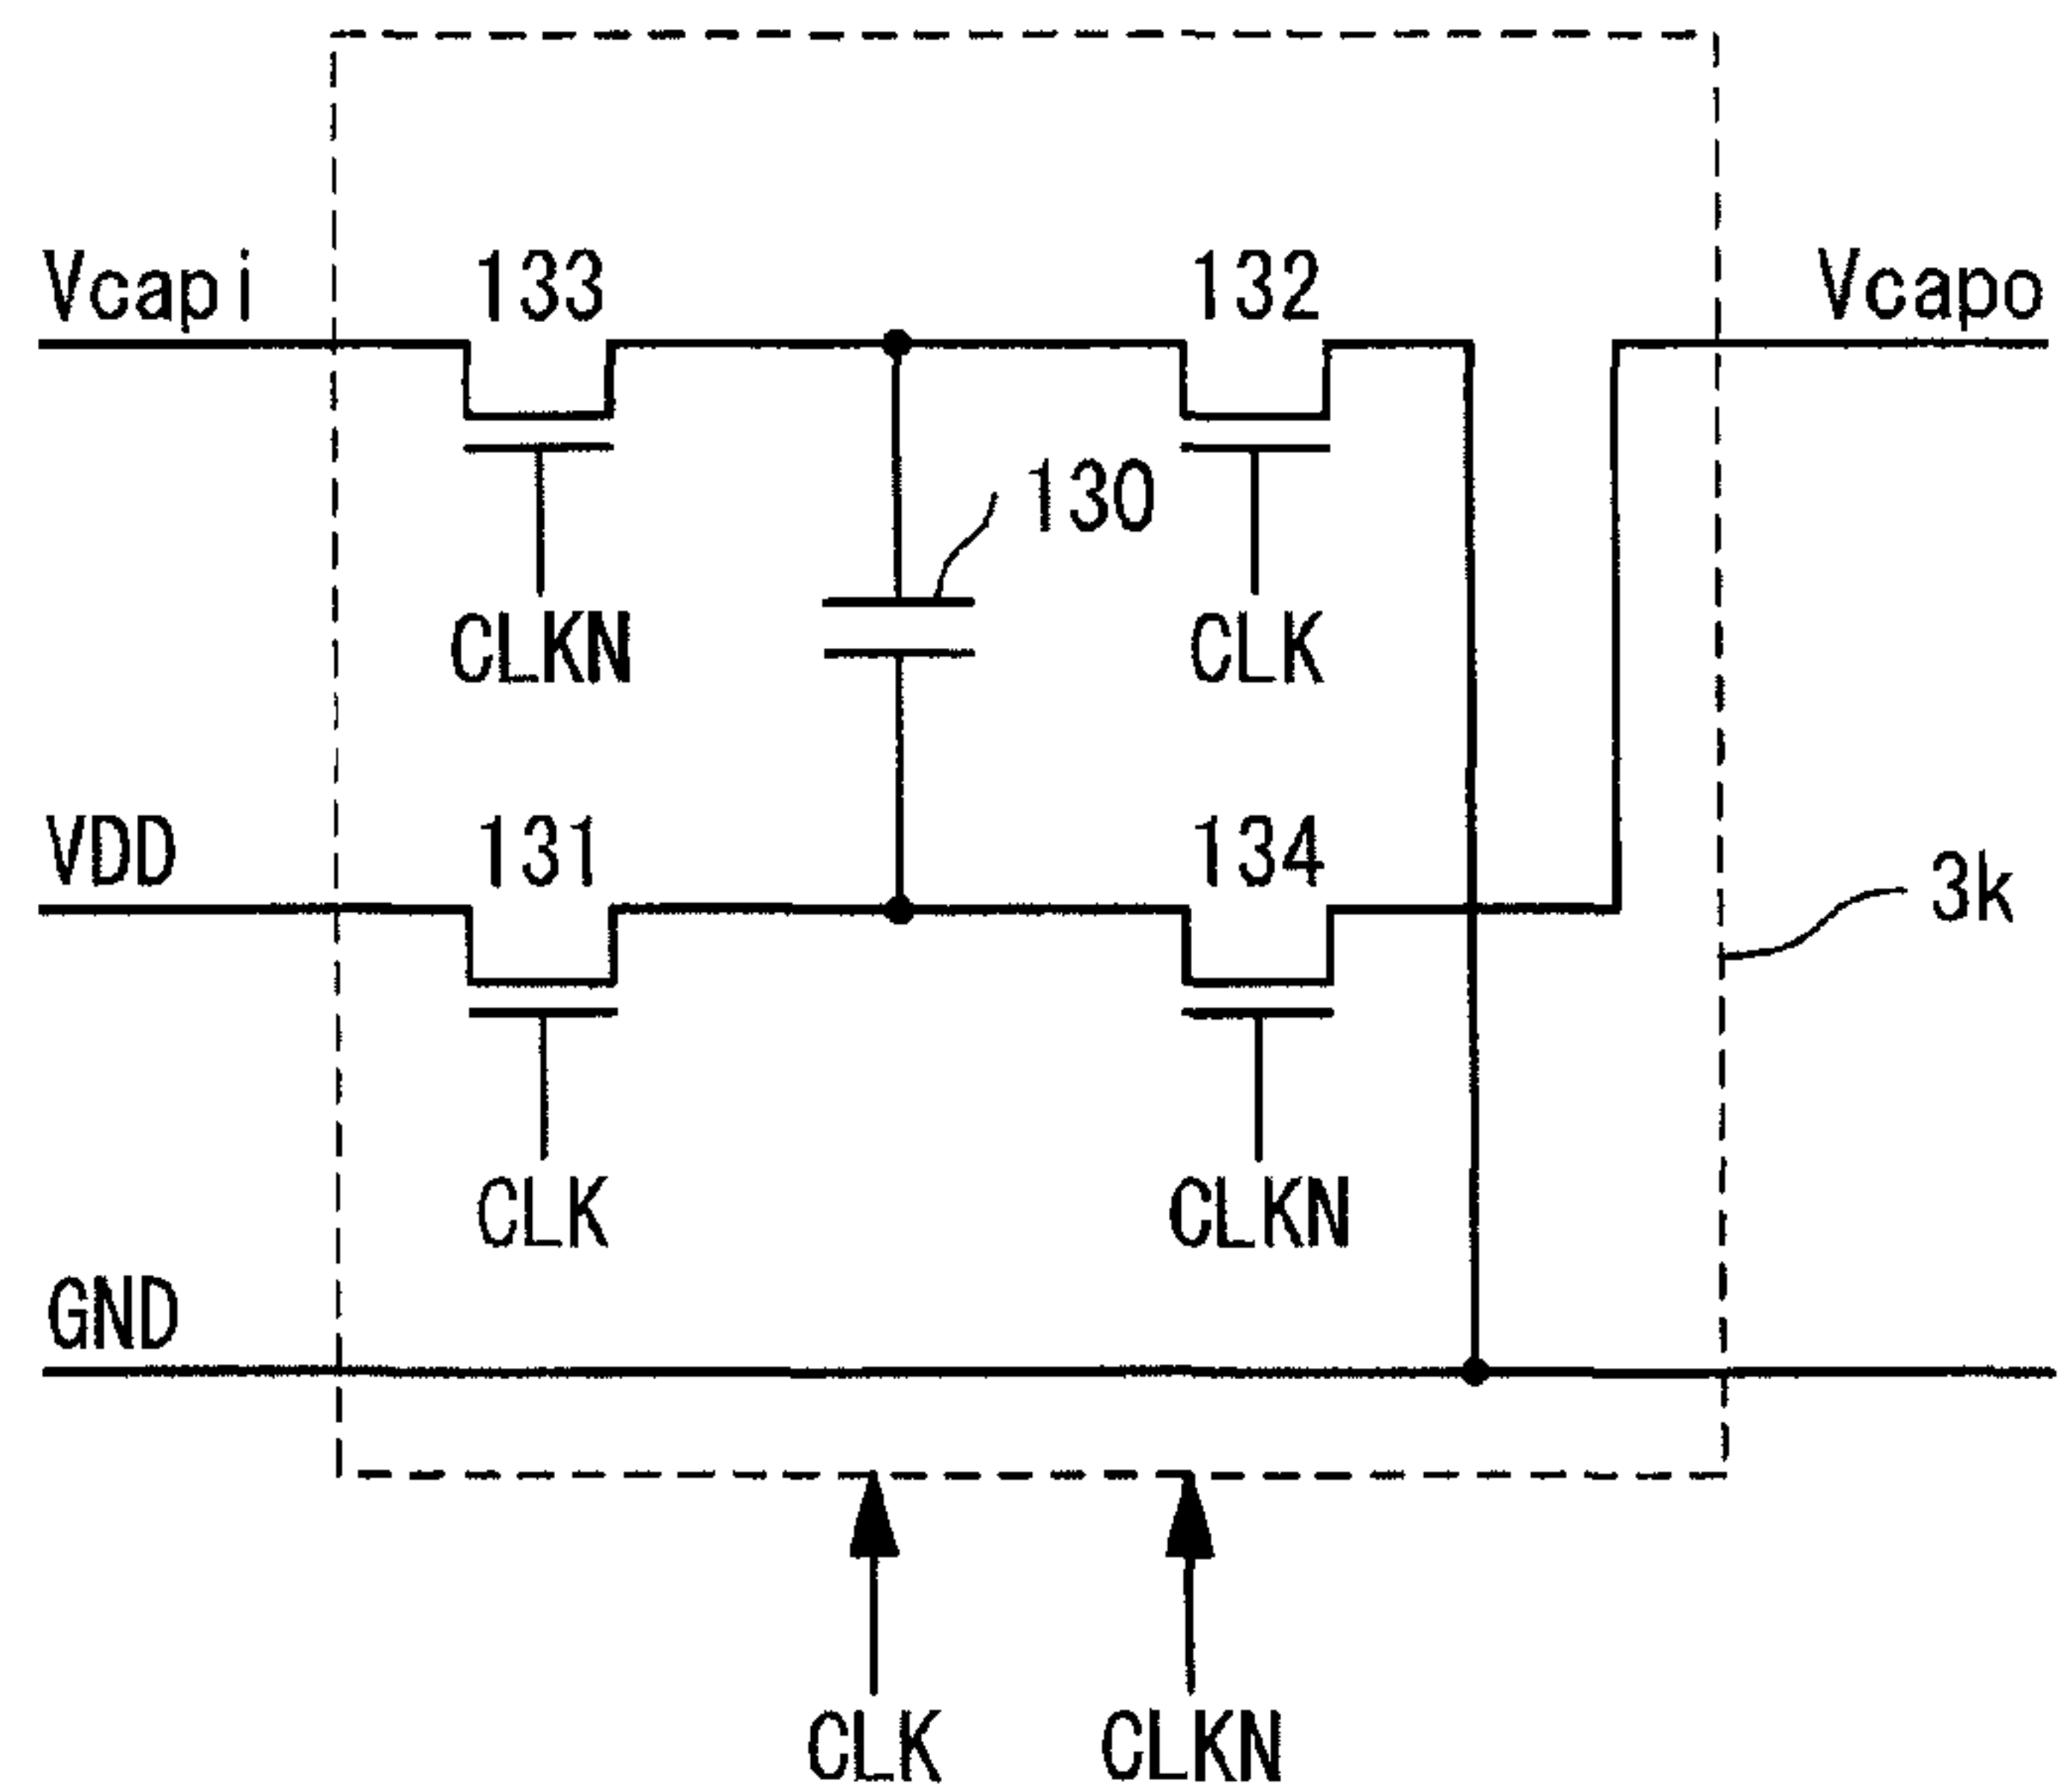 Vcapi 133 132 Vcapo
130
CLKN CLK
VDD 131 134 3k
CLK CLKN
GND
CLK CLKN